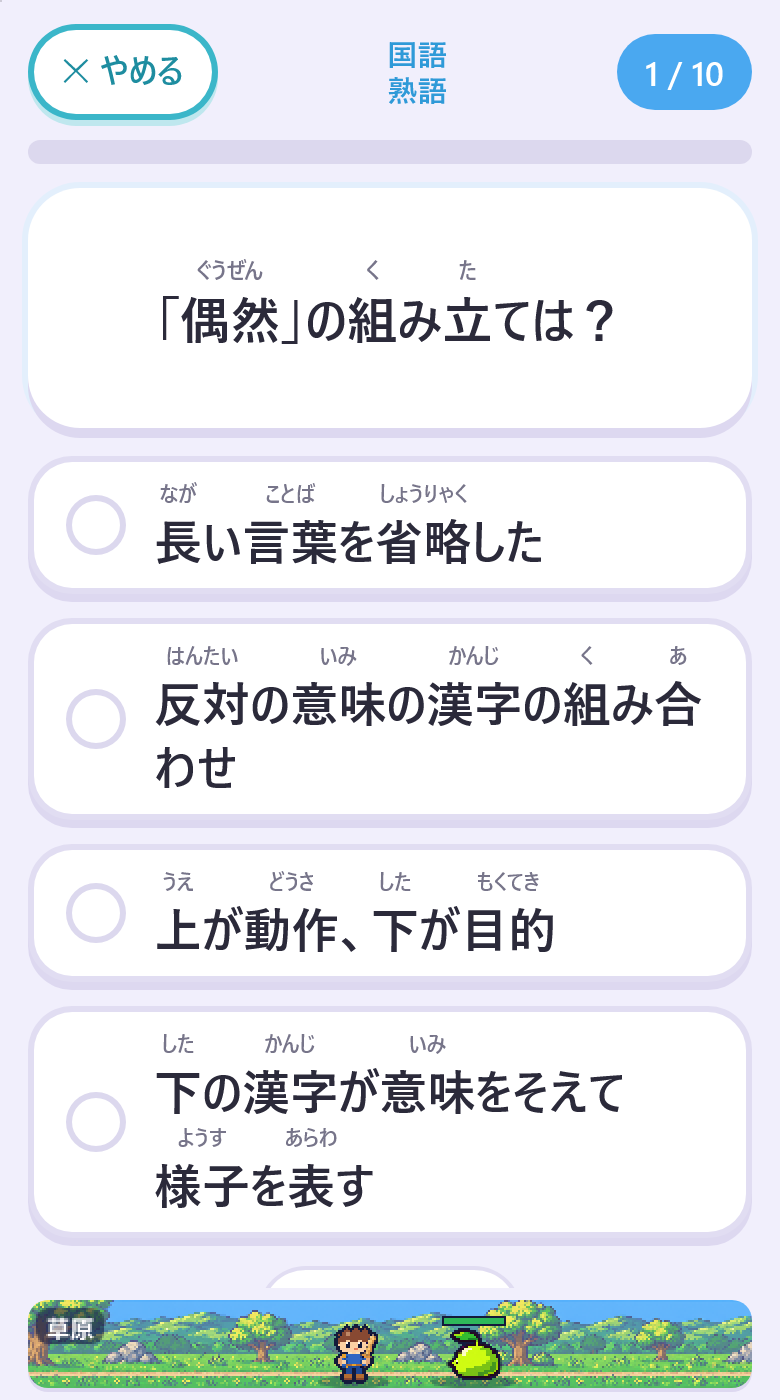 × やめる
国語
熟語
1 / 10
ぐうぜん く た
「偶然」の組み立ては？
なが ことば しょうりゃく
長い言葉を省略した
はんたい いみ かんじ く あ
反対の意味の漢字の組み合
わせ
うえ どうさ した もくてき
上が動作、下が目的
した かんじ いみ
下の漢字が意味をそえて
ようす あらわ
様子を表す
草原